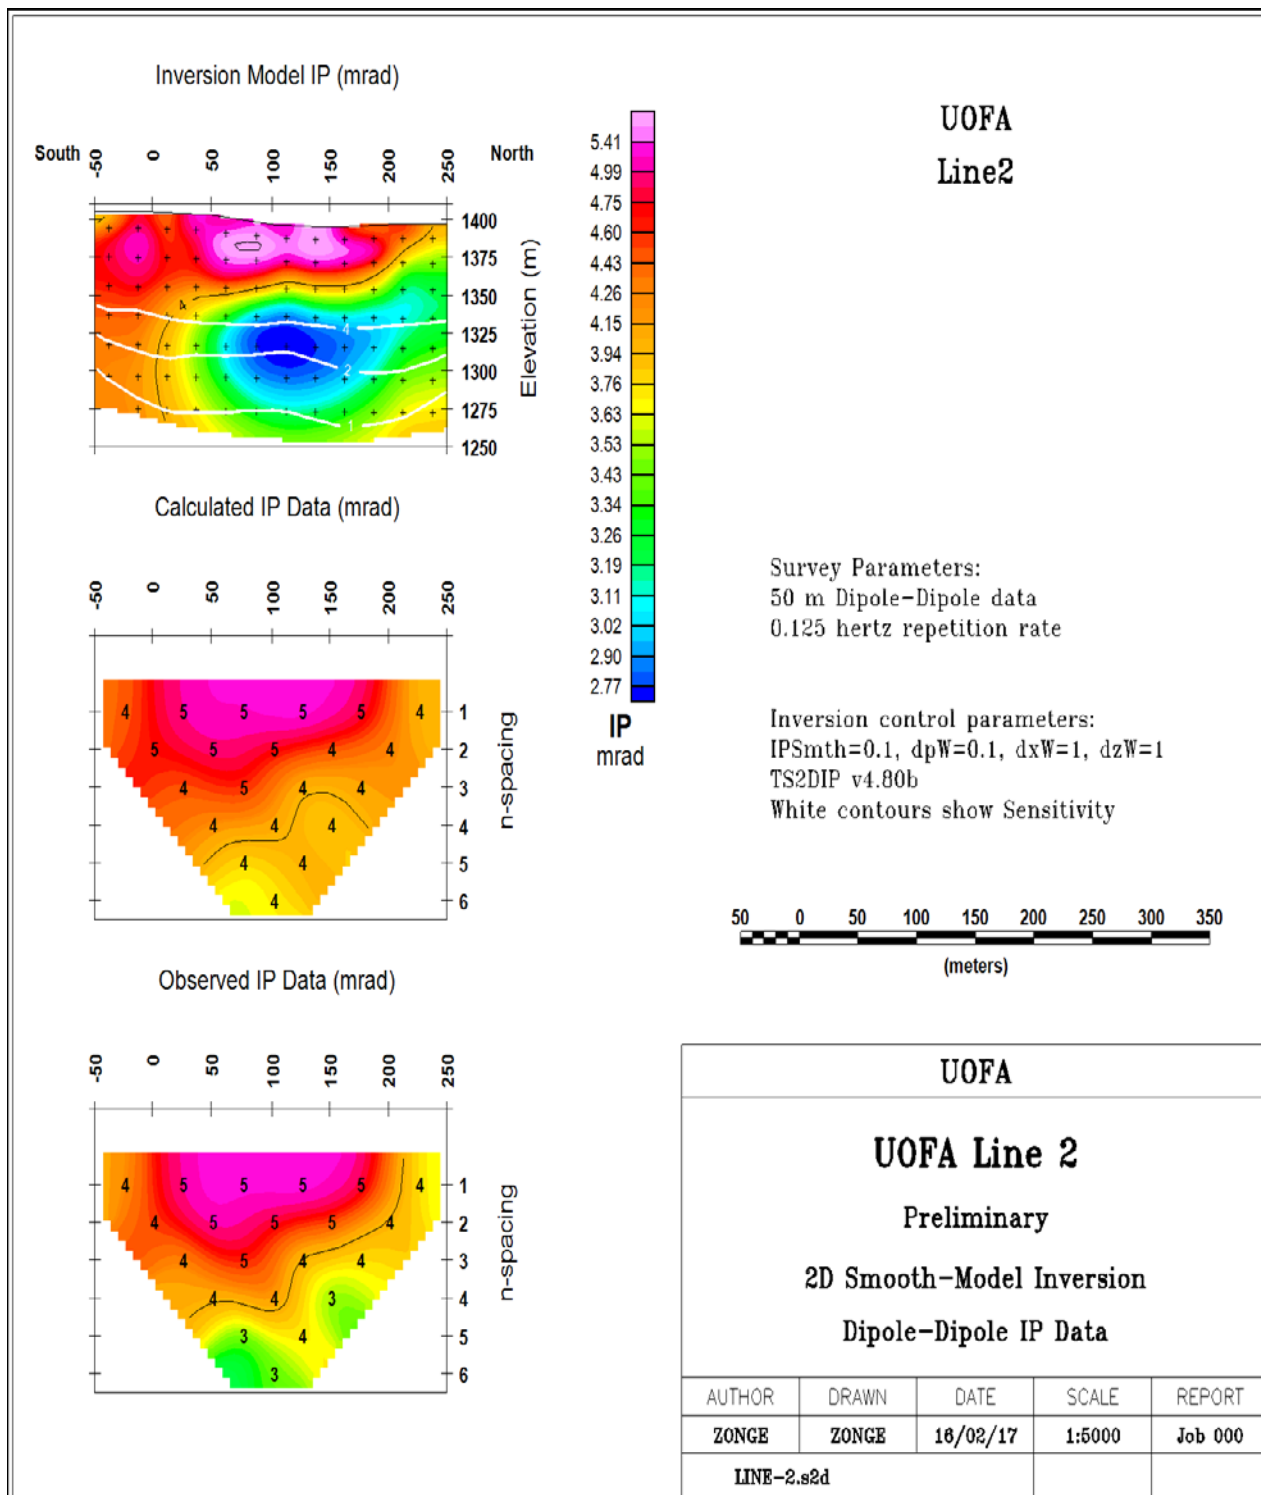 Inversion Model IP (mrad)
South -50 0 50 100 150 200 250 North
1400
1375
1350
1325
1300
1275
1250
Elevation (m)
4
4
2
1
Calculated IP Data (mrad)
-50 0 50 100 150 200 250
4 5 5 5 5 4 1
5 5 5 4 4 2
4 5 4 4 3
4 4 4 4
4 4 5
4 6
n-spacing
Observed IP Data (mrad)
-50 0 50 100 150 200 250
4 5 5 5 5 4 1
4 5 5 5 4 2
4 5 4 4 3
4 4 3 4
3 4 5
3 6
n-spacing
5.41
4.99
4.75
4.60
4.43
4.26
4.15
3.94
3.76
3.63
3.53
3.43
3.34
3.26
3.19
3.11
3.02
2.90
2.77
IP
mrad
UOFA
Line2
Survey Parameters:
50 m Dipole-Dipole data
0.125 hertz repetition rate
Inversion control parameters:
IPSmth=0.1, dpW=0.1, dxW=1, dzW=1
TS2DIP v4.80b
White contours show Sensitivity
50 0 50 100 150 200 250 300 350
(meters)
UOFA
UOFA Line 2
Preliminary
2D Smooth-Model Inversion
Dipole-Dipole IP Data
AUTHOR DRAWN DATE SCALE REPORT
ZONGE ZONGE 16/02/17 1:5000 Job 000
LINE-2.s2d